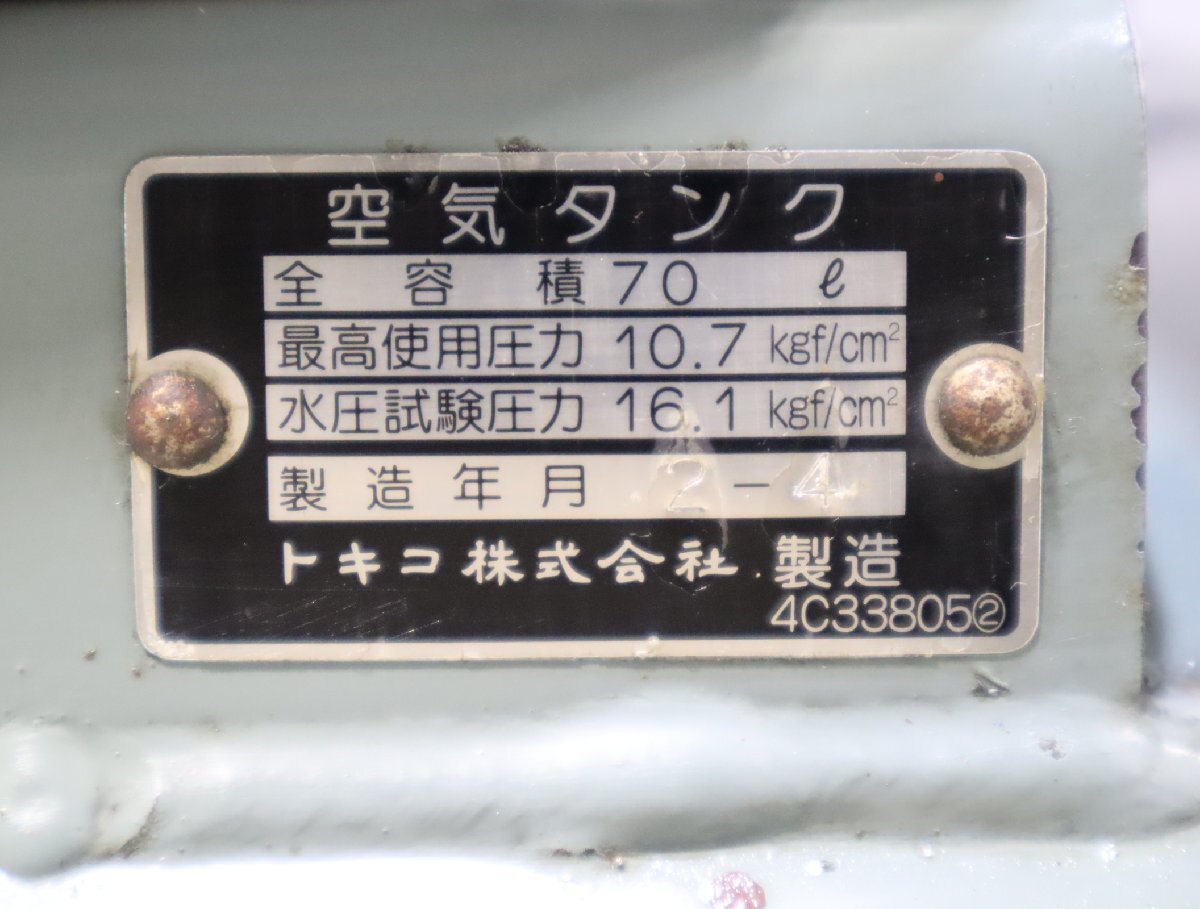 空気タンク
全容積 70 ℓ
最高使用圧力 10.7 kgf/cm²
水圧試験圧力 16.1 kgf/cm²
製造年月 2-4
トキコ株式会社 製造
4C33805②